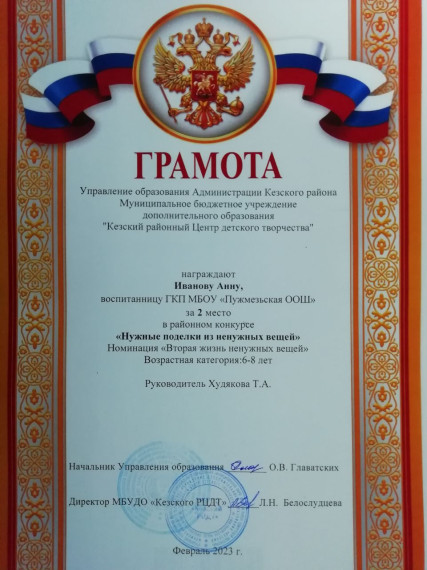 ГРАМОТА
Управление образования Администрации Кезского района
Муниципальное бюджетное учреждение
дополнительного образования
"Кезский районный Центр детского творчества"
награждают
Иванову Анну,
воспитанницу ГКП МБОУ «Пужмезьская ООШ»
за 2 место
в районном конкурсе
«Нужные поделки из ненужных вещей»
Номинация «Вторая жизнь ненужных вещей»
Возрастная категория:6-8 лет
Руководитель Худякова Т.А.
Начальник Управления образования О.В. Главатских
Директор МБУДО «Кезского РЦДТ» Л.Н. Белослудцева
Февраль 2023 г.